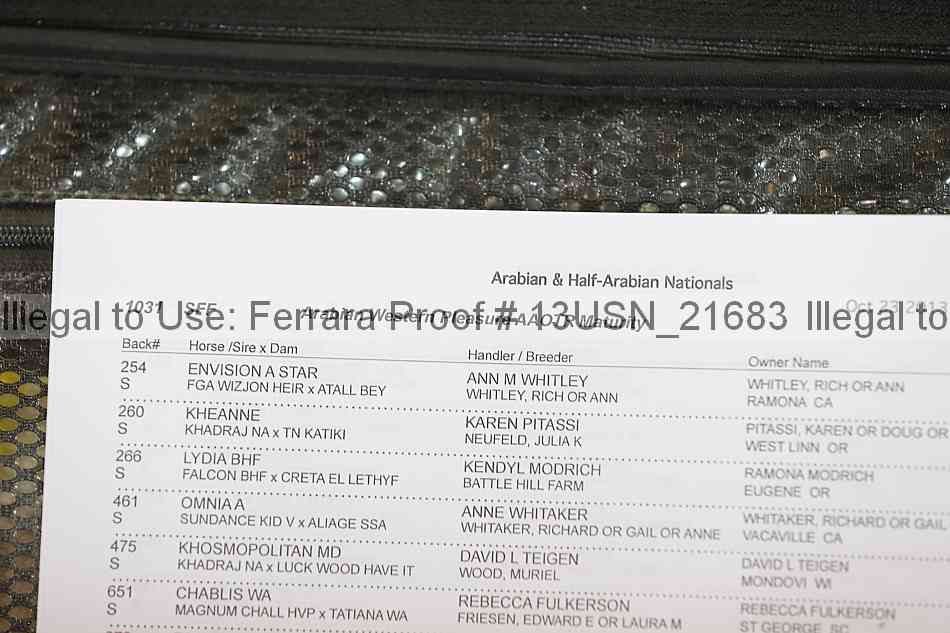 Arabian & Half-Arabian Nationals
1031 SEE Arabian Western Pleasure AAOTR Maturity Oct 23 2013
Illegal to Use: Ferrara Proof # 13USN_21683 Illegal to
Back# Horse /Sire x Dam Handler / Breeder Owner Name
254 ENVISION A STAR ANN M WHITLEY WHITLEY, RICH OR ANN
S FGA WIZJON HEIR x ATALL BEY WHITLEY, RICH OR ANN RAMONA CA
260 KHEANNE KAREN PITASSI PITASSI, KAREN OR DOUG OR
S KHADRAJ NA x TN KATIKI NEUFELD, JULIA K WEST LINN OR
266 LYDIA BHF KENDYL MODRICH RAMONA MODRICH
S FALCON BHF x CRETA EL LETHYF BATTLE HILL FARM EUGENE OR
461 OMNIA A ANNE WHITAKER WHITAKER, RICHARD OR GAIL
S SUNDANCE KID V x ALIAGE SSA WHITAKER, RICHARD OR GAIL OR ANNE VACAVILLE CA
475 KHOSMOPOLITAN MD DAVID L TEIGEN DAVID L TEIGEN
S KHADRAJ NA x LUCK WOOD HAVE IT WOOD, MURIEL MONDOVI WI
651 CHABLIS WA REBECCA FULKERSON REBECCA FULKERSON
S MAGNUM CHALL HVP x TATIANA WA FRIESEN, EDWARD E OR LAURA M ST GEORGE SC